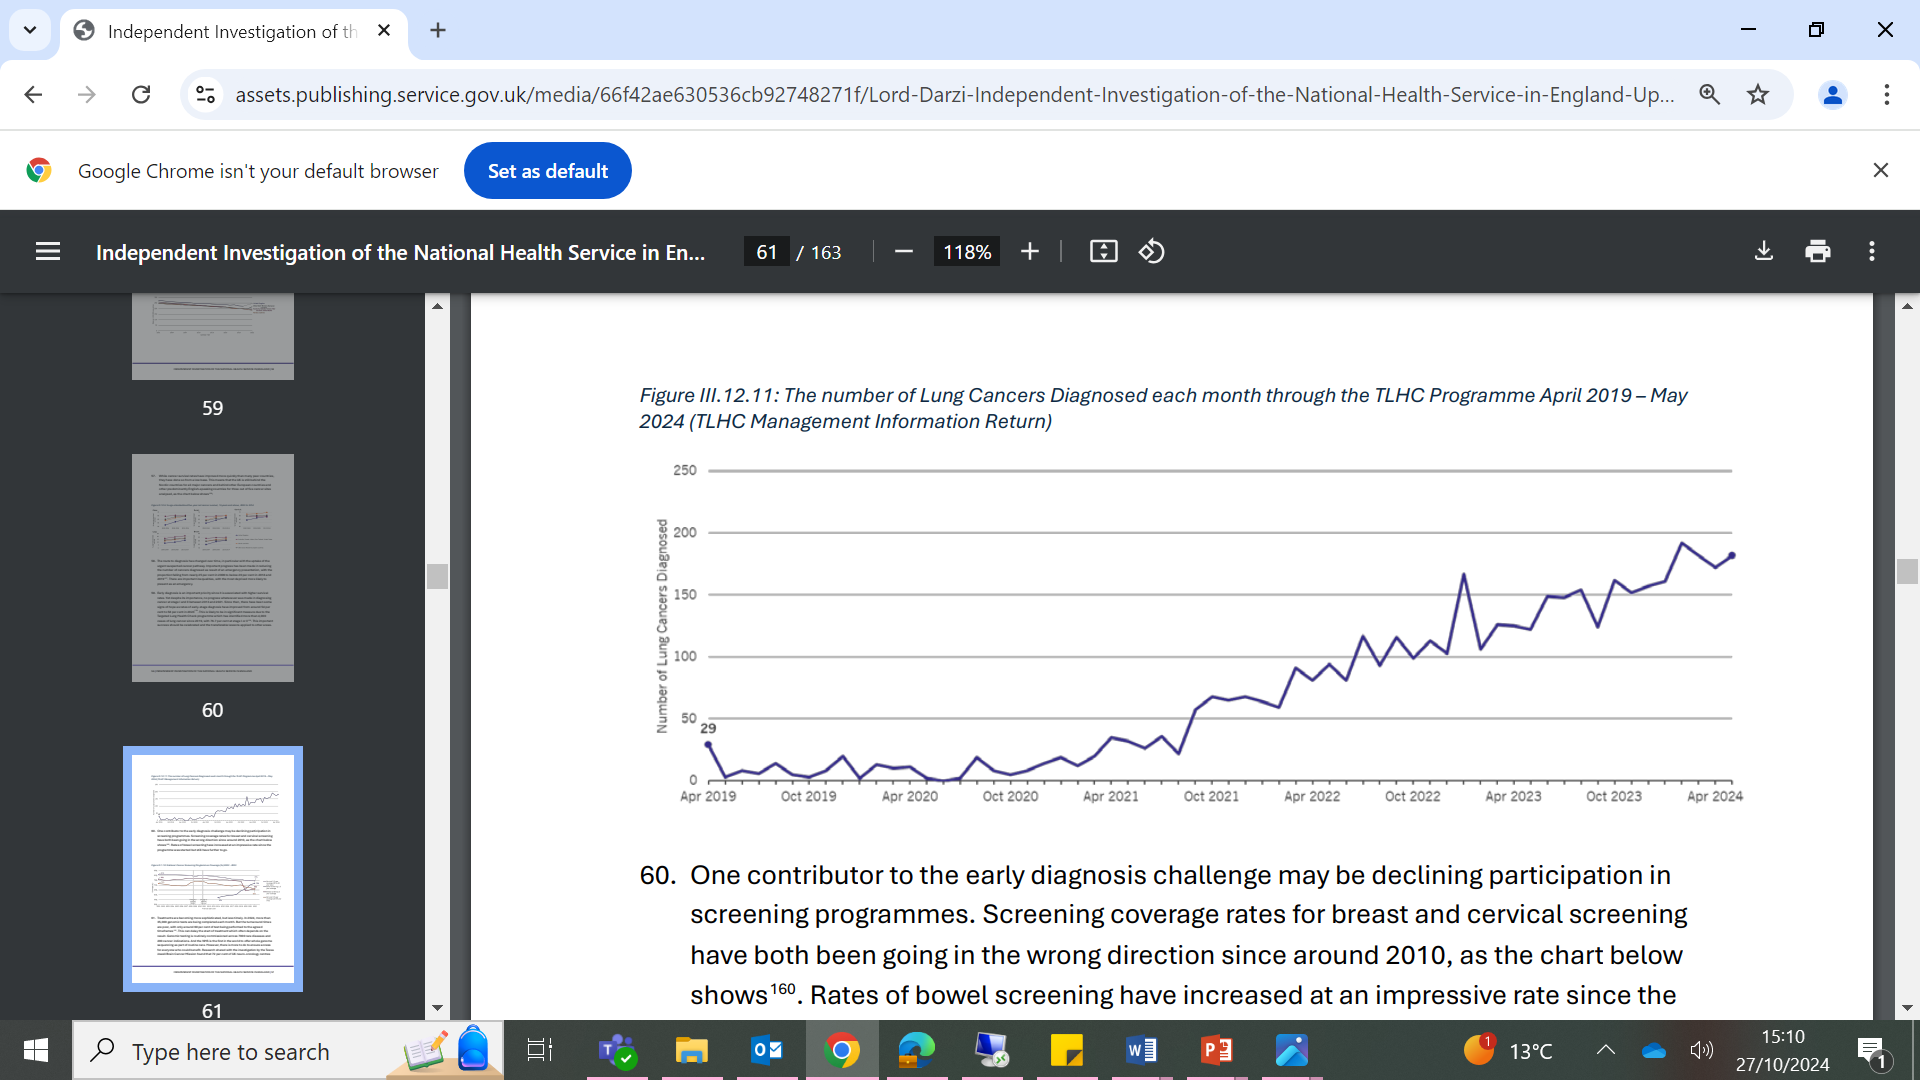 Independent Investigation of th
assets.publishing.service.gov.uk/media/66f42ae630536cb92748271f/Lord-Darzi-Independent-Investigation-of-the-National-Health-Service-in-England-Up...
Google Chrome isn't your default browser
Set as default
Independent Investigation of the National Health Service in En...
61 / 163
118%
59
60
61
Figure III.12.11: The number of Lung Cancers Diagnosed each month through the TLHC Programme April 2019 – May
2024 (TLHC Management Information Return)
Number of Lung Cancers Diagnosed
250
200
150
100
50
0
29
Apr 2019 Oct 2019 Apr 2020 Oct 2020 Apr 2021 Oct 2021 Apr 2022 Oct 2022 Apr 2023 Oct 2023 Apr 2024
60. One contributor to the early diagnosis challenge may be declining participation in
screening programmes. Screening coverage rates for breast and cervical screening
have both been going in the wrong direction since around 2010, as the chart below
shows160. Rates of bowel screening have increased at an impressive rate since the
Type here to search
1
13°C
15:10
27/10/2024
1